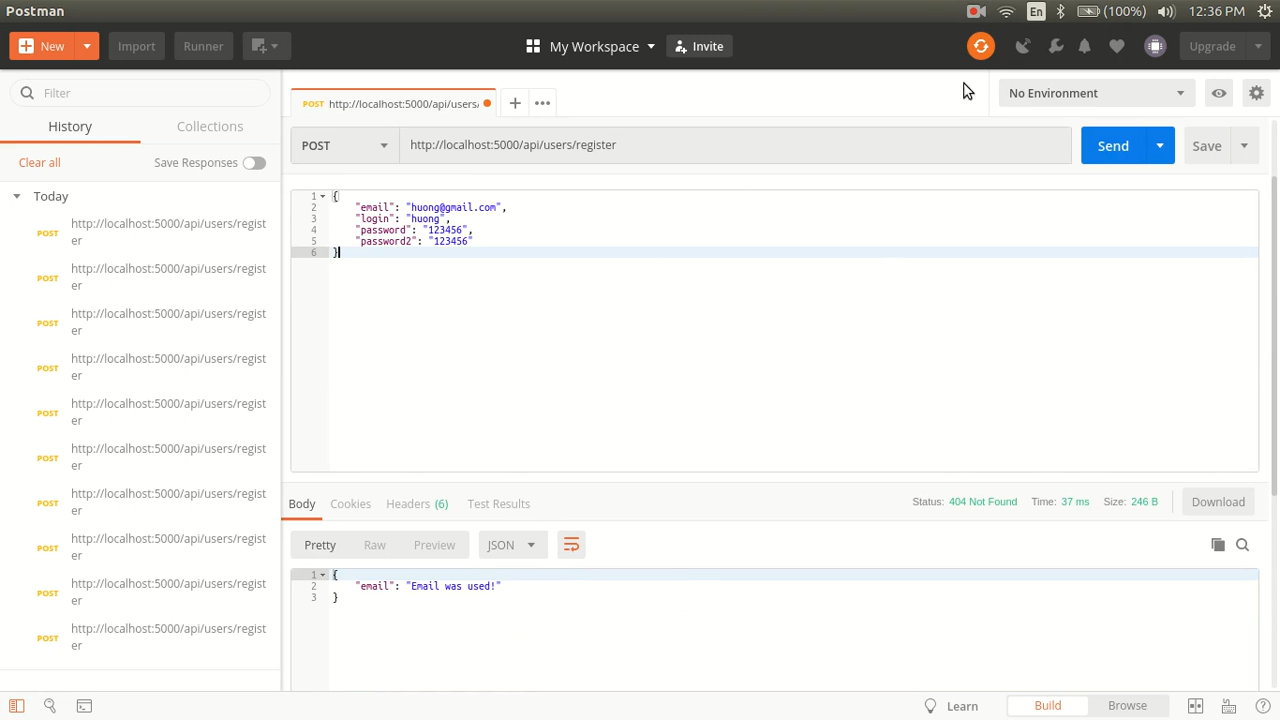 Postman
En
(100%)
12:36 PM
New
Import
Runner
My Workspace
Invite
Upgrade
Filter
History
Collections
Clear all
Save Responses
Today
POST http://localhost:5000/api/users/regist
er
POST http://localhost:5000/api/users/regist
er
POST http://localhost:5000/api/users/regist
er
POST http://localhost:5000/api/users/regist
er
POST http://localhost:5000/api/users/regist
er
POST http://localhost:5000/api/users/regist
er
POST http://localhost:5000/api/users/regist
er
POST http://localhost:5000/api/users/regist
er
POST http://localhost:5000/api/users/regist
er
POST http://localhost:5000/api/users/regist
er
POST http://localhost:5000/api/users/
No Environment
POST
http://localhost:5000/api/users/register
Send
Save
1 {
2 "email": "huong@gmail.com",
3 "login": "huong",
4 "password": "123456",
5 "password2": "123456"
6 }
Body
Cookies
Headers (6)
Test Results
Status: 404 Not Found
Time: 37 ms
Size: 246 B
Download
Pretty
Raw
Preview
JSON
1 {
2 "email": "Email was used!"
3 }
Learn
Build
Browse